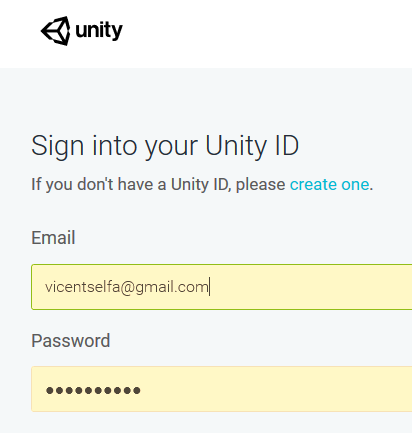 unity
Sign into your Unity ID
If you don't have a Unity ID, please create one.
Email
vicentselfa@gmail.com
Password
●●●●●●●●●●